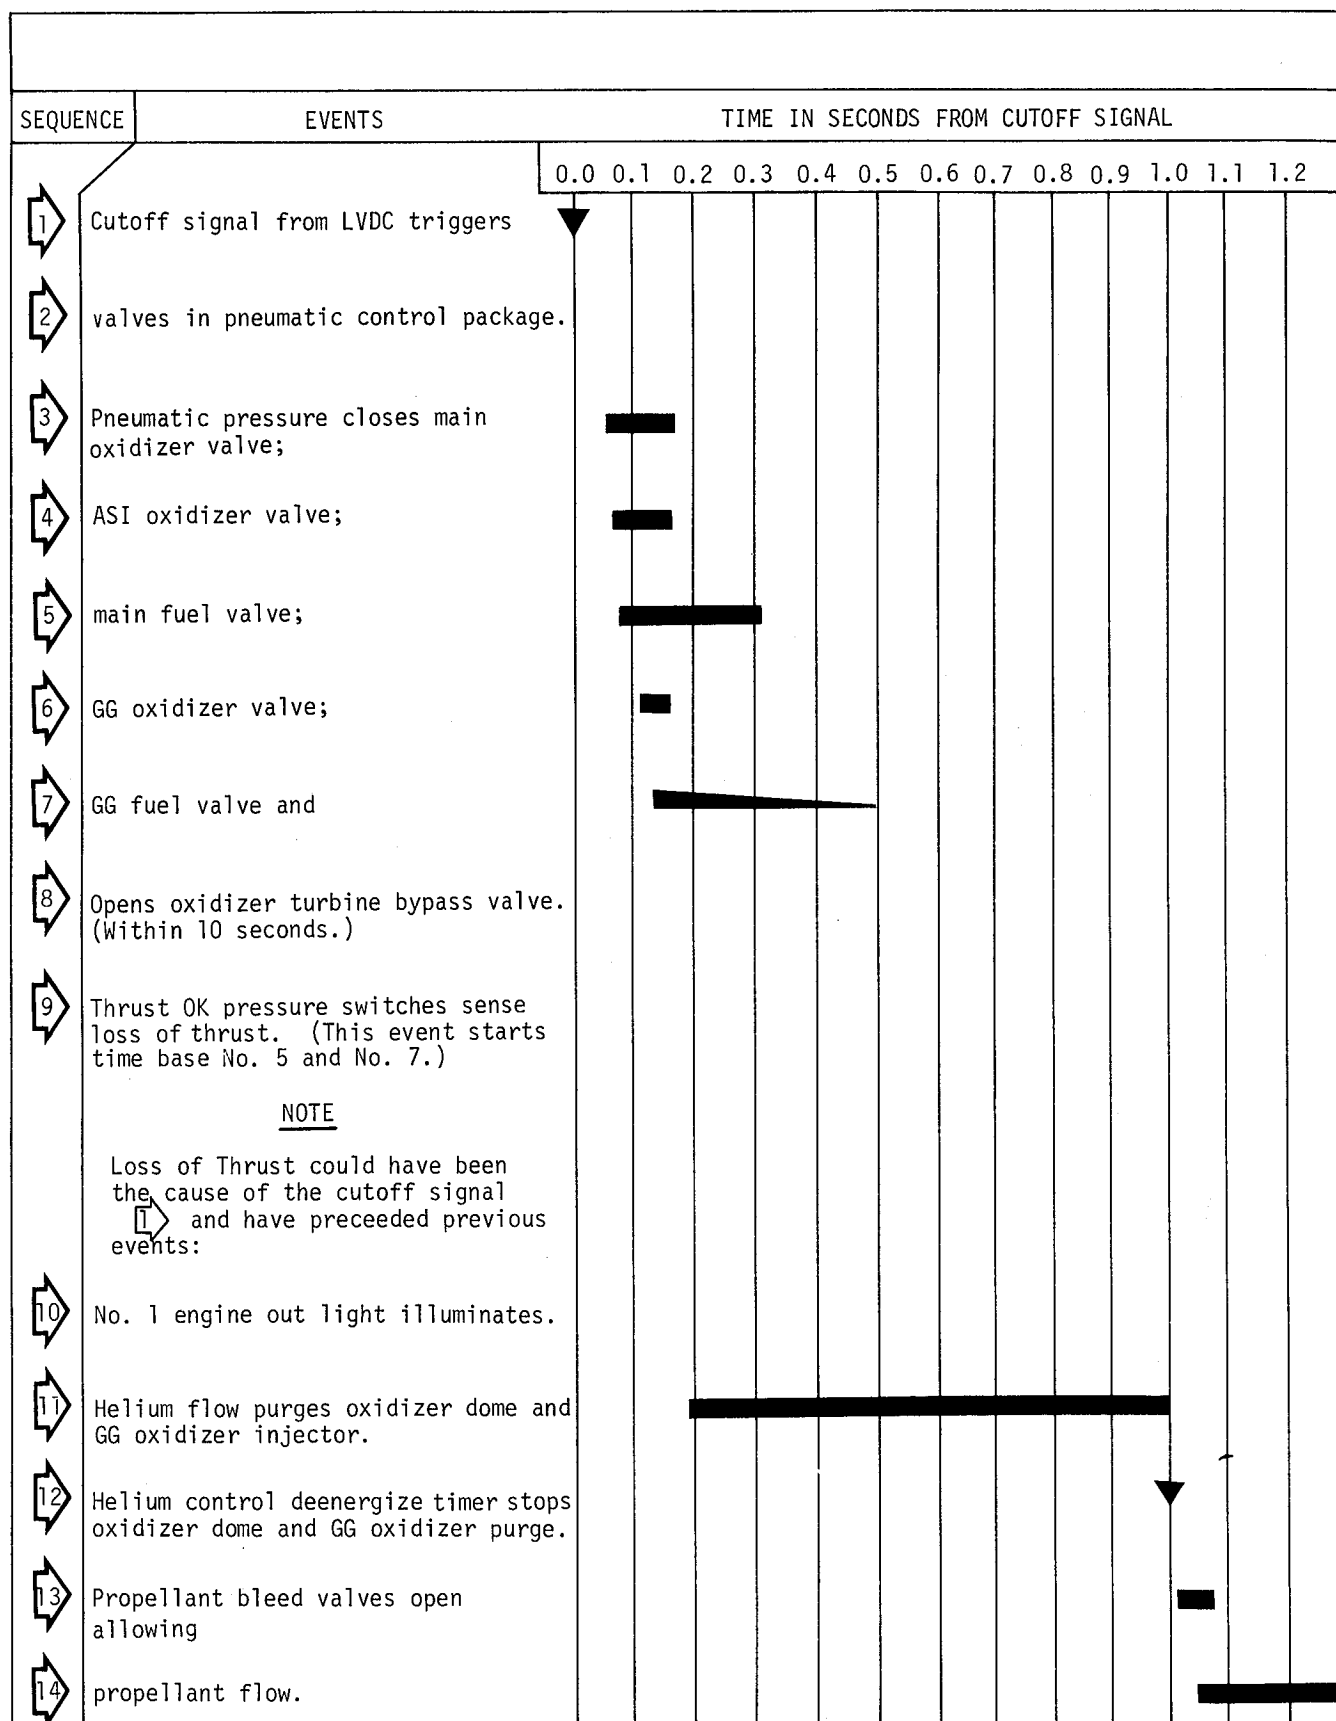 SEQUENCE EVENTS TIME IN SECONDS FROM CUTOFF SIGNAL
0.0 0.1 0.2 0.3 0.4 0.5 0.6 0.7 0.8 0.9 1.0 1.1 1.2
1 Cutoff signal from LVDC triggers
2 valves in pneumatic control package.
3 Pneumatic pressure closes main
oxidizer valve;
4 ASI oxidizer valve;
5 main fuel valve;
6 GG oxidizer valve;
7 GG fuel valve and
8 Opens oxidizer turbine bypass valve.
(Within 10 seconds.)
9 Thrust OK pressure switches sense
loss of thrust. (This event starts
time base No. 5 and No. 7.)
NOTE
Loss of Thrust could have been
the cause of the cutoff signal
1 and have preceeded previous
events:
10 No. 1 engine out light illuminates.
11 Helium flow purges oxidizer dome and
GG oxidizer injector.
12 Helium control deenergize timer stops
oxidizer dome and GG oxidizer purge.
13 Propellant bleed valves open
allowing
14 propellant flow.